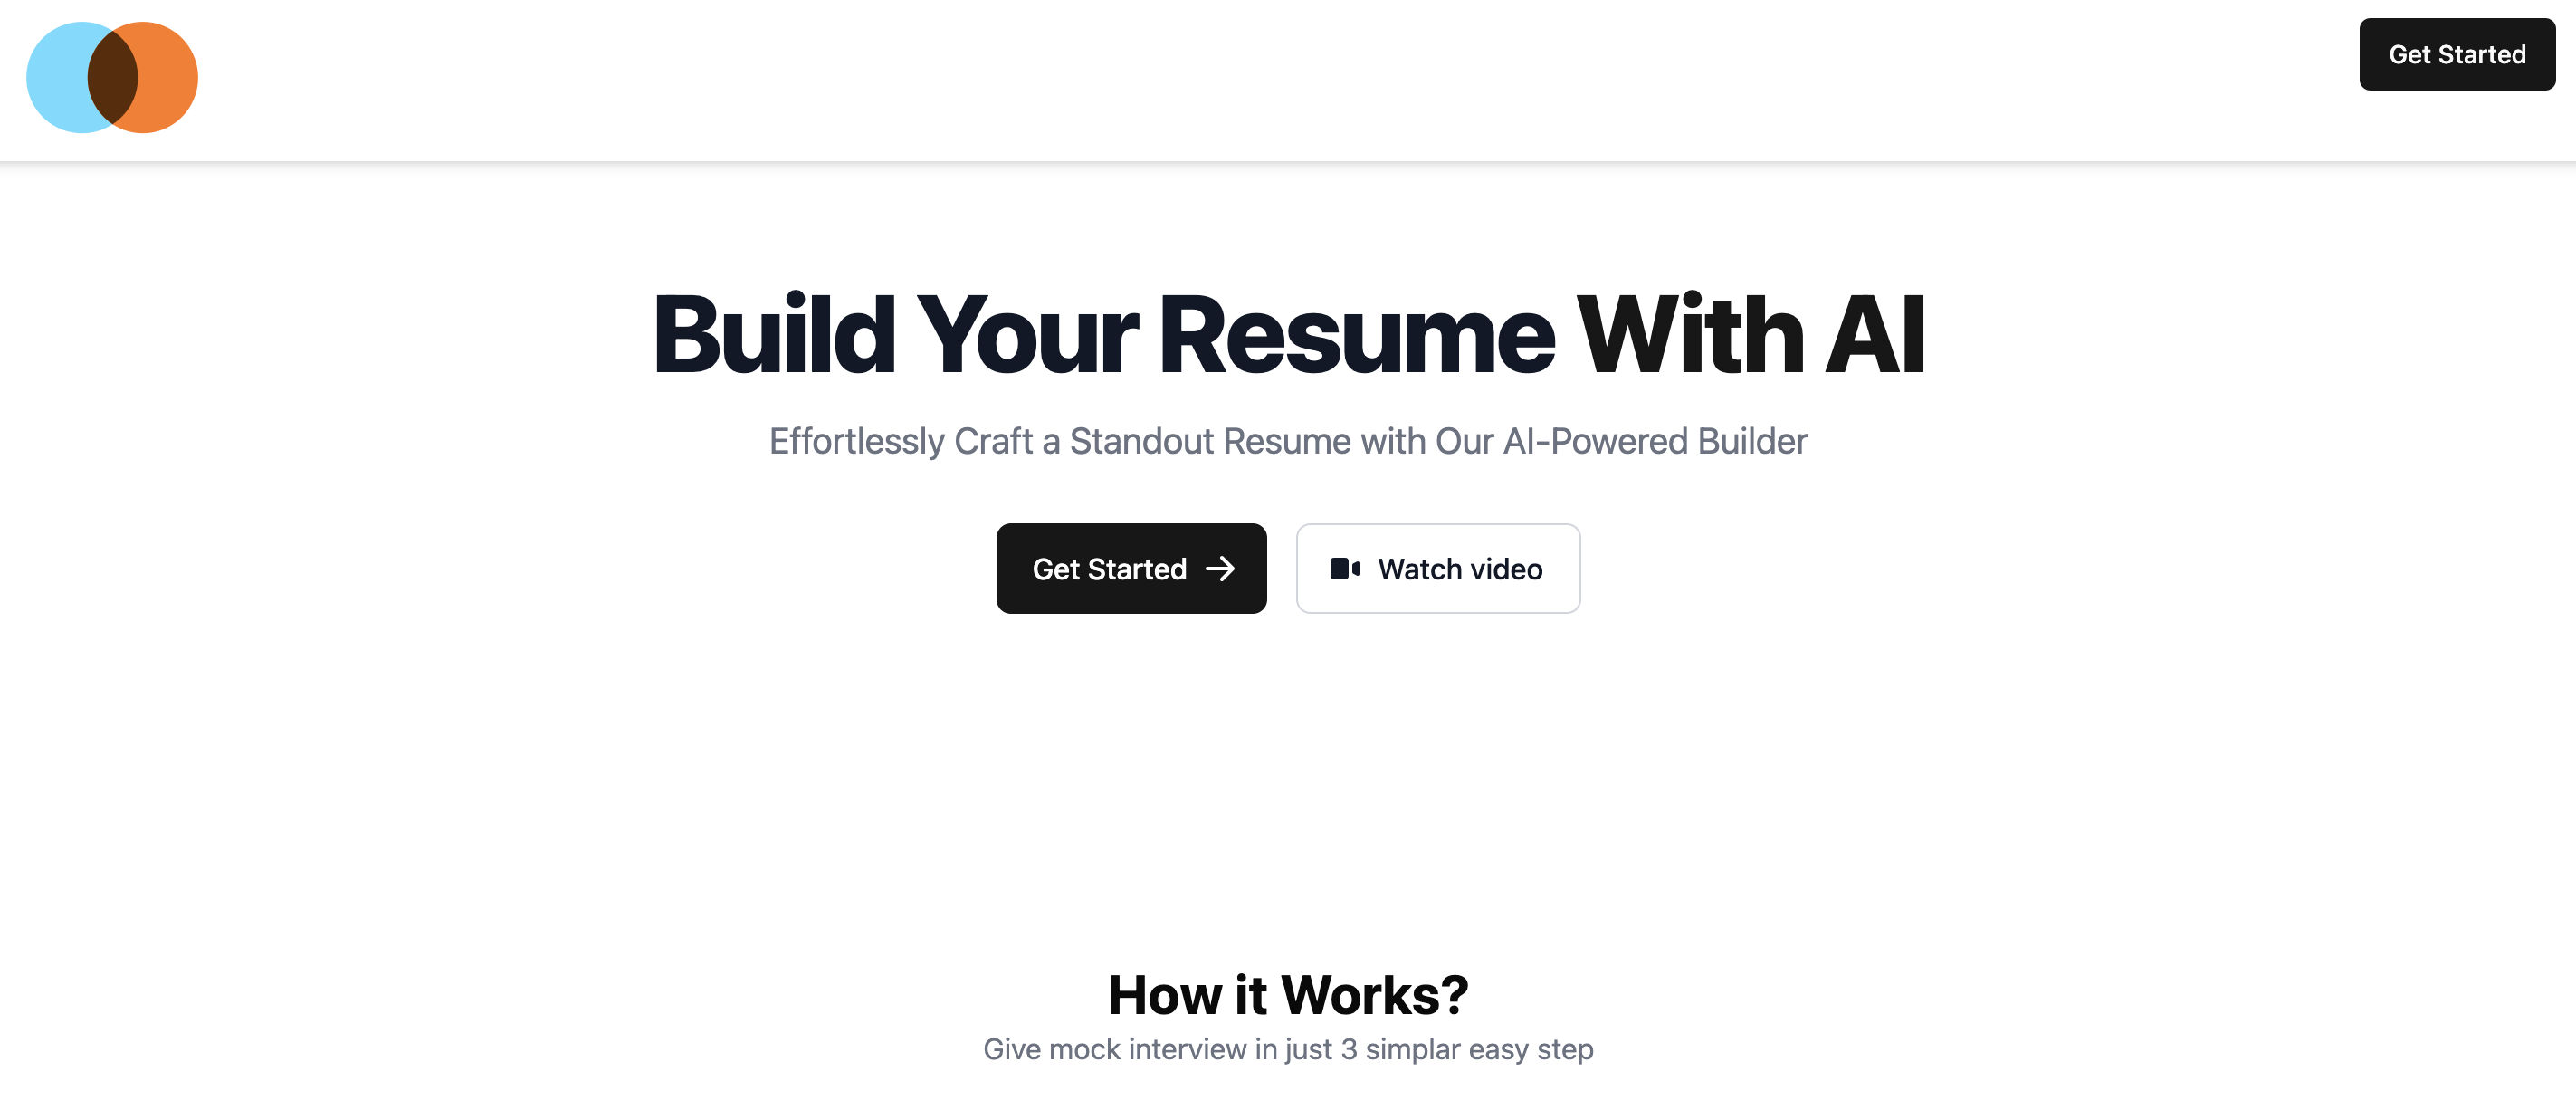 Get Started
Build Your Resume With AI
Effortlessly Craft a Standout Resume with Our AI-Powered Builder
Get Started
Watch video
How it Works?
Give mock interview in just 3 simplar easy step